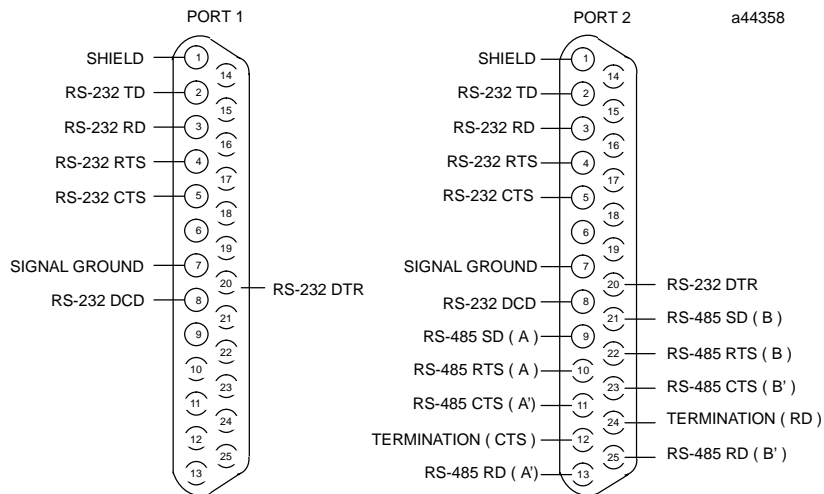 PORT 1
SHIELD
RS-232 TD
RS-232 RD
RS-232 RTS
RS-232 CTS
SIGNAL GROUND
RS-232 DCD
1
2
3
4
5
6
7
8
9
10
11
12
13
14
15
16
17
18
19
20
21
22
23
24
25
RS-232 DTR
PORT 2
a44358
SHIELD
RS-232 TD
RS-232 RD
RS-232 RTS
RS-232 CTS
SIGNAL GROUND
RS-232 DCD
RS-485 SD ( A )
RS-485 RTS ( A )
RS-485 CTS ( A')
TERMINATION ( CTS )
RS-485 RD ( A')
1
2
3
4
5
6
7
8
9
10
11
12
13
14
15
16
17
18
19
20
21
22
23
24
25
RS-232 DTR
RS-485 SD ( B )
RS-485 RTS ( B )
RS-485 CTS ( B' )
TERMINATION ( RD )
RS-485 RD ( B' )